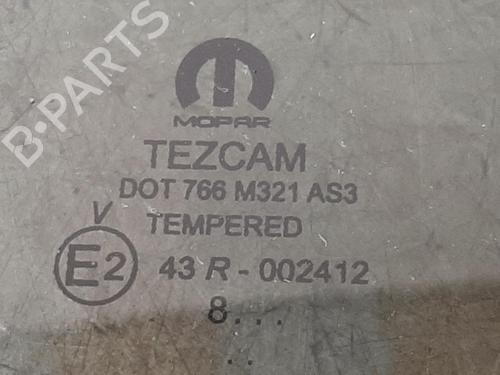 B-PARTS
MOPAR
TEZCAM
DOT 766 M321 AS3
TEMPERED
V
E2 43 R - 002412
8...
..